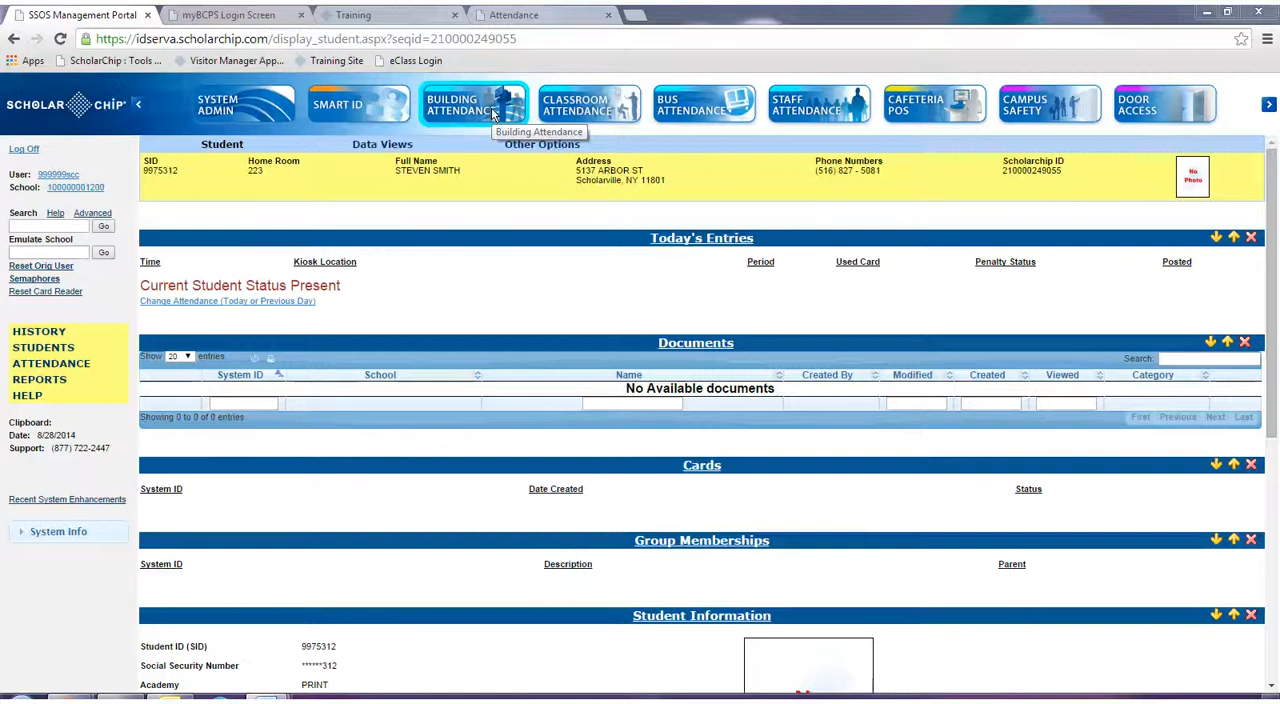 SSOS Management Portal
myBCPS Login Screen
Training
Attendance
https://idserva.scholarchip.com/display_student.aspx?seqid=210000249055
Apps
ScholarChip : Tools ...
Visitor Manager App...
Training Site
eClass Login
SCHOLAR CHIP
SYSTEM
ADMIN
SMART ID
BUILDING
ATTENDANCE
CLASSROOM
ATTENDANCE
BUS
ATTENDANCE
STAFF
ATTENDANCE
CAFETERIA
POS
CAMPUS
SAFETY
DOOR
ACCESS
Building Attendance
Log Off
User: 999999scc
School: 100000001200
Search Help Advanced
Go
Emulate School
Go
Reset Orig User
Semaphores
Reset Card Reader
HISTORY
STUDENTS
ATTENDANCE
REPORTS
HELP
Clipboard:
Date: 8/28/2014
Support: (877) 722-2447
Recent System Enhancements
System Info
Student Data Views Other Options
SID Home Room Full Name Address Phone Numbers Scholarship ID
9975312 223 STEVEN SMITH 5137 ARBOR ST (516) 827 - 5081 210000249055
Scholarville, NY 11801
No
Photo
Today's Entries
Time Kiosk Location Period Used Card Penalty Status Posted
Current Student Status Present
Change Attendance (Today or Previous Day)
Documents
Show 20 entries Search:
System ID School Name Created By Modified Created Viewed Category
No Available documents
Showing 0 to 0 of 0 entries First Previous Next Last
Cards
System ID Date Created Status
Group Memberships
System ID Description Parent
Student Information
Student ID (SID) 9975312
Social Security Number ******312
Academy PRINT